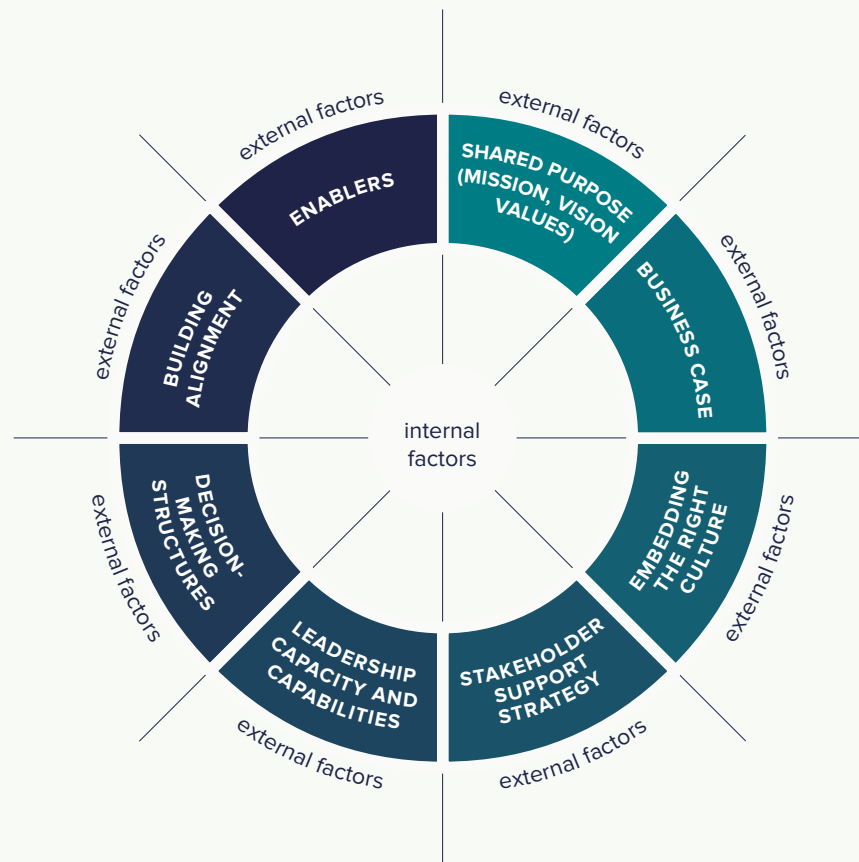 external factors
SHARED PURPOSE
(MISSION, VISION
VALUES)
external factors
BUSINESS CASE
external factors
EMBEDDING
THE RIGHT
CULTURE
external factors
STAKEHOLDER
SUPPORT
STRATEGY
external factors
LEADERSHIP
CAPACITY AND
CAPABILITIES
external factors
DECISION-
MAKING
STRUCTURES
external factors
BUILDING
ALIGNMENT
external factors
ENABLERS
external factors
internal
factors